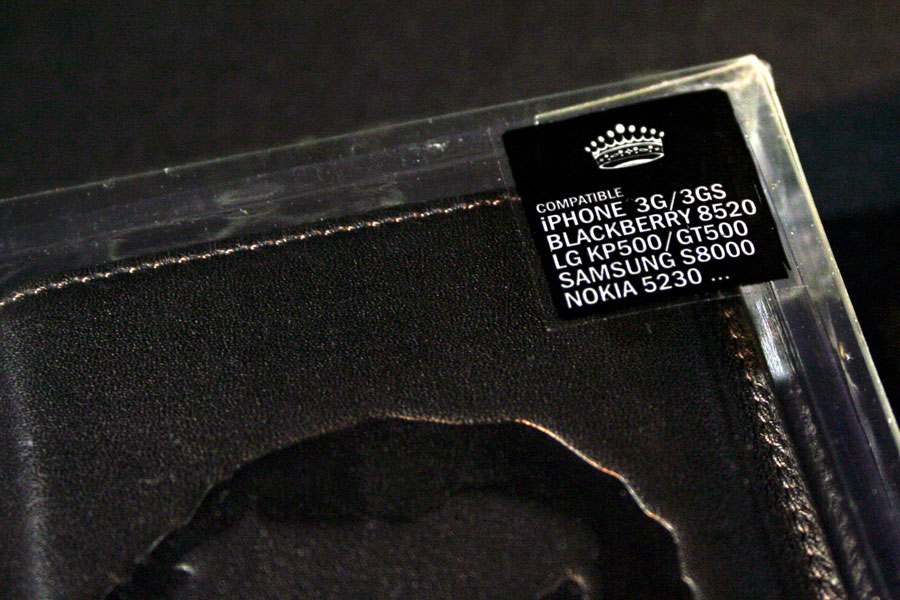 COMPATIBLE
iPHONE 3G/3GS
BLACKBERRY 8520
LG KP500/GT500
SAMSUNG S8000
NOKIA 5230 ...